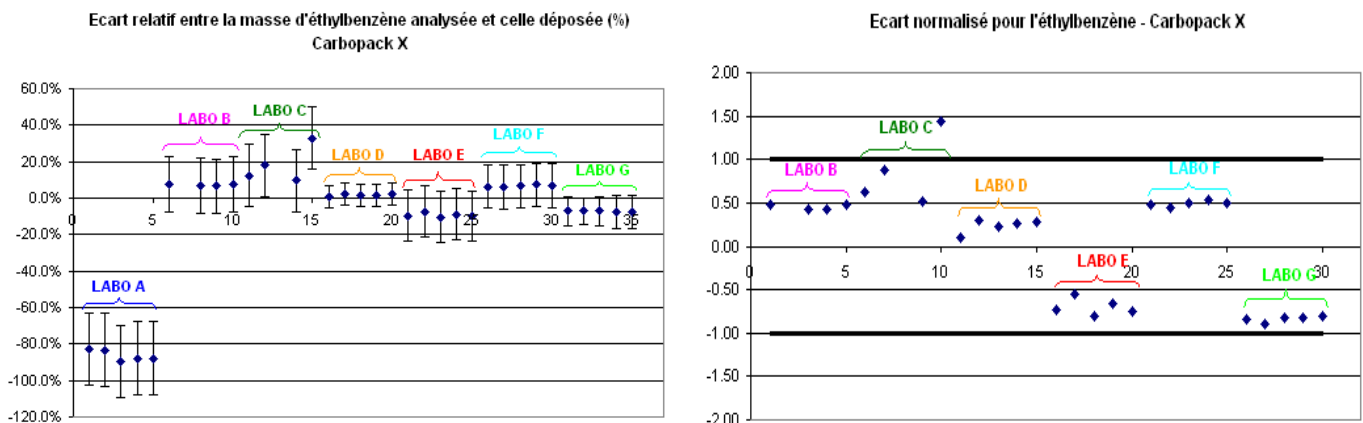 Ecart relatif entre la masse d'éthylbenzène analysée et celle déposée (%)
Carbopack X
60.0%
40.0%
20.0%
0.0%
-20.0%
-40.0%
-60.0%
-80.0%
-100.0%
-120.0%
0
5
10
15
20
25
30
35
LABO A
LABO B
LABO C
LABO D
LABO E
LABO F
LABO G
Ecart normalisé pour l'éthylbenzène - Carbopack X
2.00
1.50
1.00
0.50
0.00
-0.50
-1.00
-1.50
-2.00
0
5
10
15
20
25
30
LABO B
LABO C
LABO D
LABO E
LABO F
LABO G